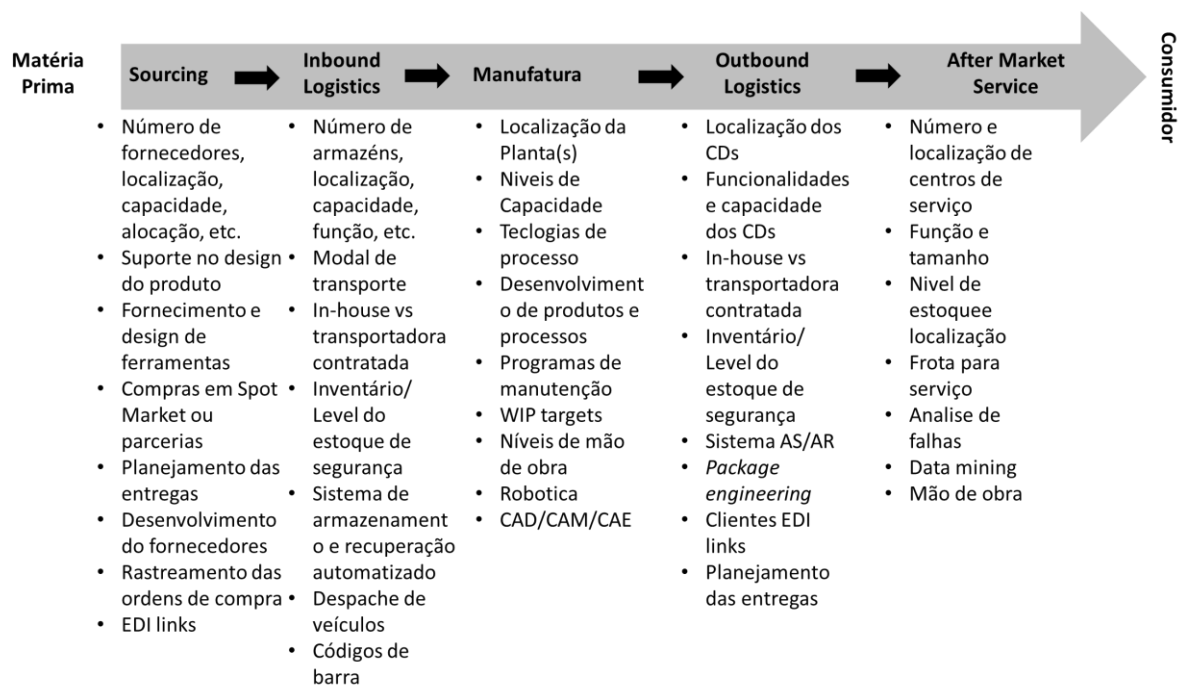 Matéria
Prima
Sourcing
Inbound
Logistics
Manufatura
Outbound
Logistics
After Market
Service
Consumidor
• Número de
fornecedores,
localização,
capacidade,
alocação, etc.
• Suporte no design
do produto
• Fornecimento e
design de
ferramentas
• Compras em Spot
Market ou
parcerias
• Planejamento das
entregas
• Desenvolvimento
do fornecedores
• Rastreamento das
ordens de compra
• EDI links
• Número de
armazéns,
localização,
capacidade,
função, etc.
• Modal de
transporte
• In-house vs
transportadora
contratada
• Inventário/
Level do
estoque de
segurança
• Sistema de
armazenament
o e recuperação
automatizado
• Despache de
veículos
• Códigos de
barra
• Localização da
Planta(s)
• Niveis de
Capacidade
• Teclogias de
processo
• Desenvolviment
o de produtos e
processos
• Programas de
manutenção
• WIP targets
• Níveis de mão
de obra
• Robotica
• CAD/CAM/CAE
• Localização dos
CDs
• Funcionalidades
e capacidade
dos CDs
• In-house vs
transportadora
contratada
• Inventário/
Level do
estoque de
segurança
• Sistema AS/AR
• Package
engineering
• Clientes EDI
links
• Planejamento
das entregas
• Número e
localização de
centros de
serviço
• Função e
tamanho
• Nivel de
estoquee
localização
• Frota para
serviço
• Analise de
falhas
• Data mining
• Mão de obra